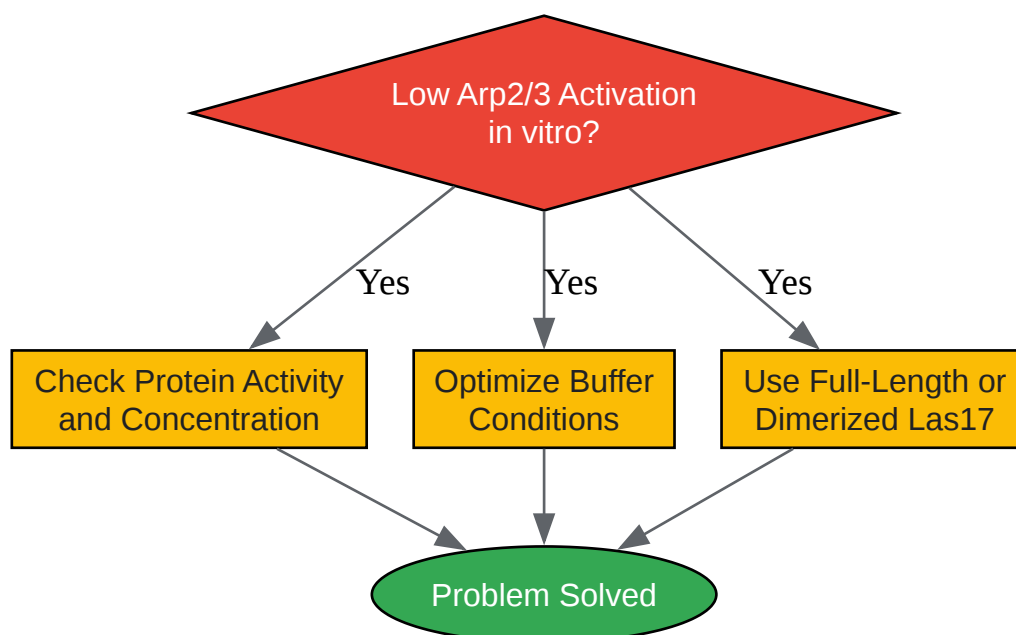 Low Arp2/3 Activation
in vitro?
Yes
Yes
Yes
Check Protein Activity
and Concentration
Optimize Buffer
Conditions
Use Full-Length or
Dimerized Las17
Problem Solved